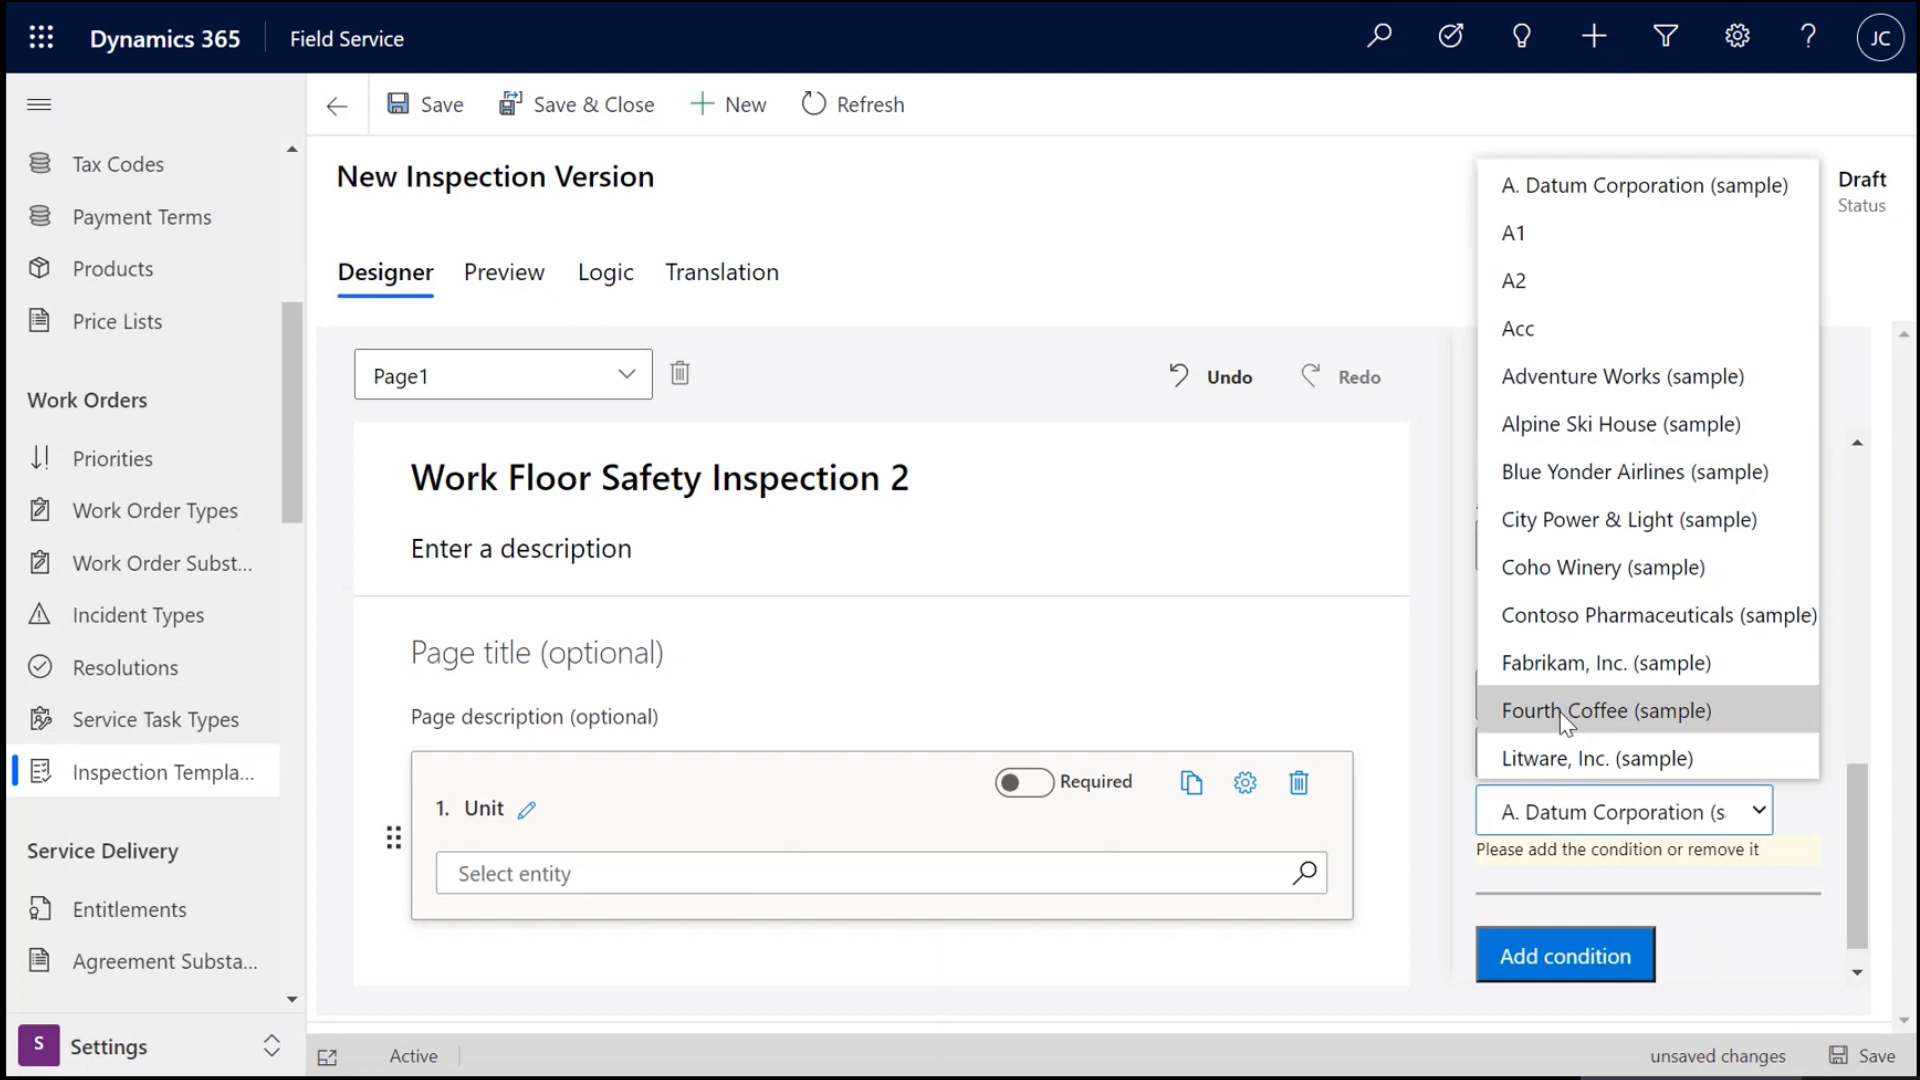 Dynamics 365
Field Service
JC
Save
Save & Close
New
Refresh
Tax Codes
Payment Terms
Products
Price Lists
Work Orders
Priorities
Work Order Types
Work Order Subst...
Incident Types
Resolutions
Service Task Types
Inspection Templa...
Service Delivery
Entitlements
Agreement Substa...
S
Settings
New Inspection Version
Draft
Status
Designer
Preview
Logic
Translation
Page1
Undo
Redo
Work Floor Safety Inspection 2
Enter a description
Page title (optional)
Page description (optional)
Required
1. Unit
Select entity
A. Datum Corporation (sample)
A1
A2
Acc
Adventure Works (sample)
Alpine Ski House (sample)
Blue Yonder Airlines (sample)
City Power & Light (sample)
Coho Winery (sample)
Contoso Pharmaceuticals (sample)
Fabrikam, Inc. (sample)
Fourth Coffee (sample)
Litware, Inc. (sample)
A. Datum Corporation (s
Please add the condition or remove it
Add condition
Active
unsaved changes
Save